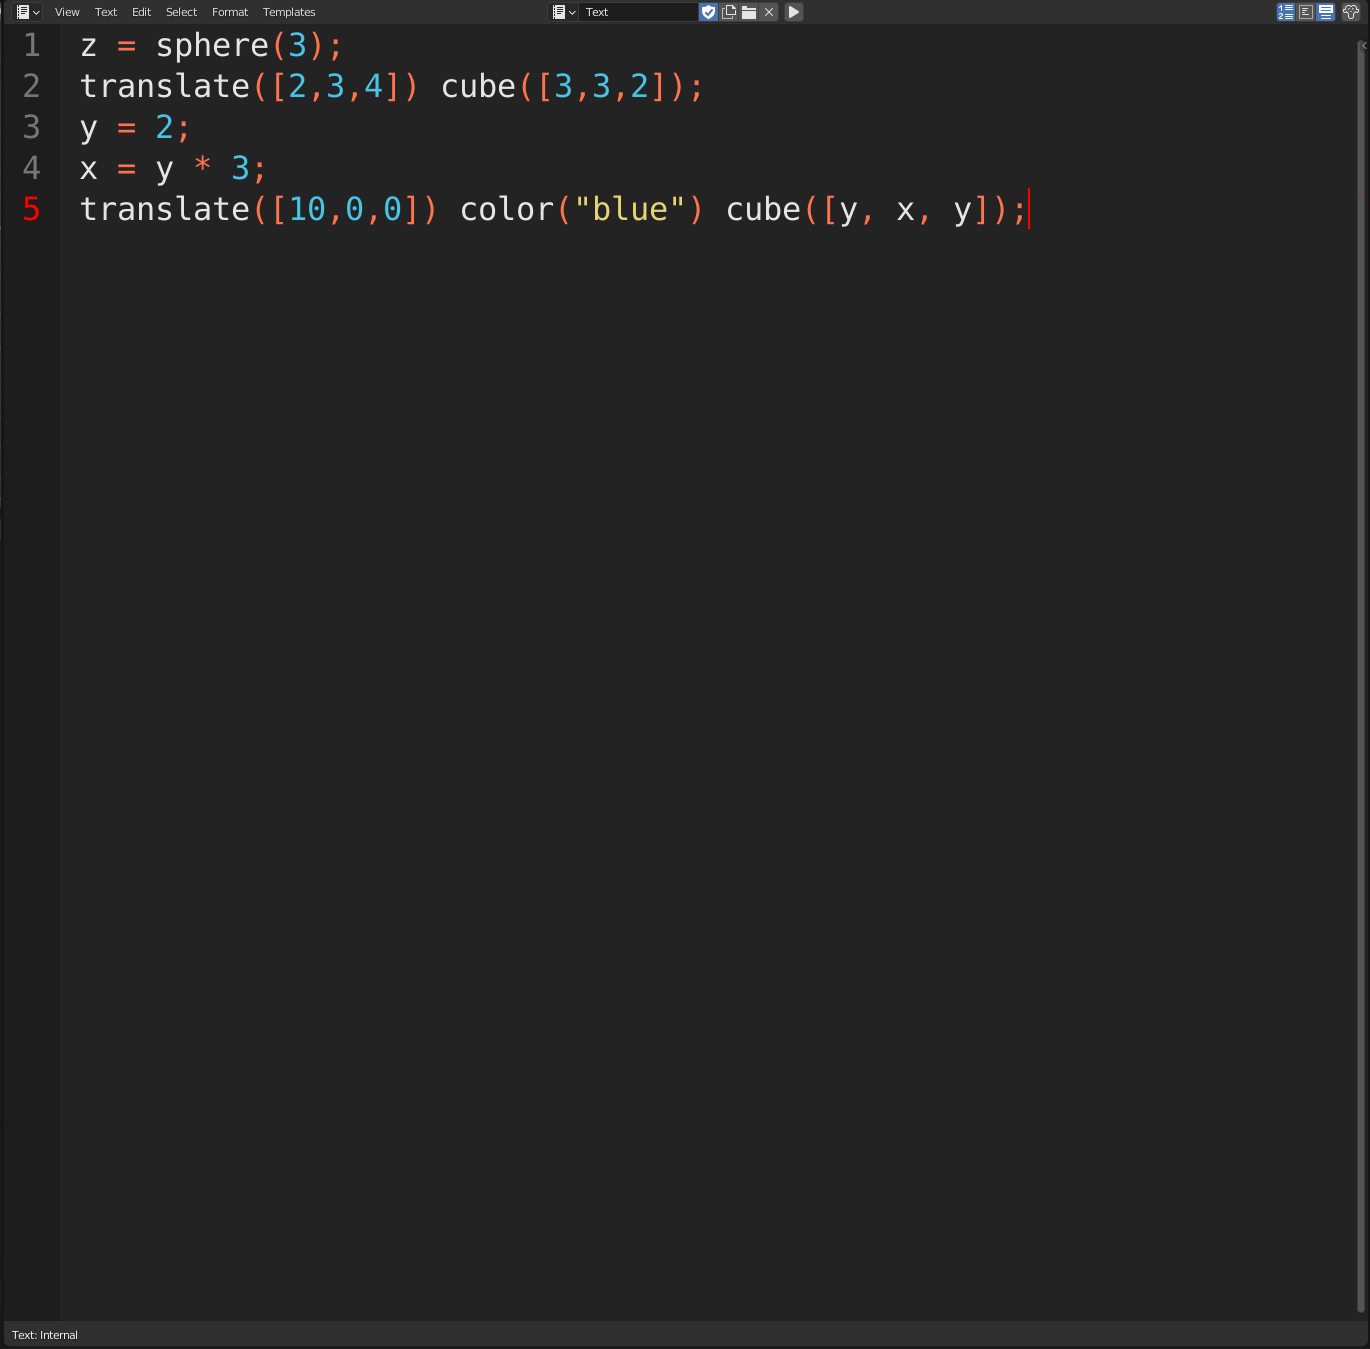 View Text Edit Select Format Templates Text
1 z = sphere(3);
2 translate([2,3,4]) cube([3,3,2]);
3 y = 2;
4 x = y * 3;
5 translate([10,0,0]) color("blue") cube([y, x, y]);
Text: Internal